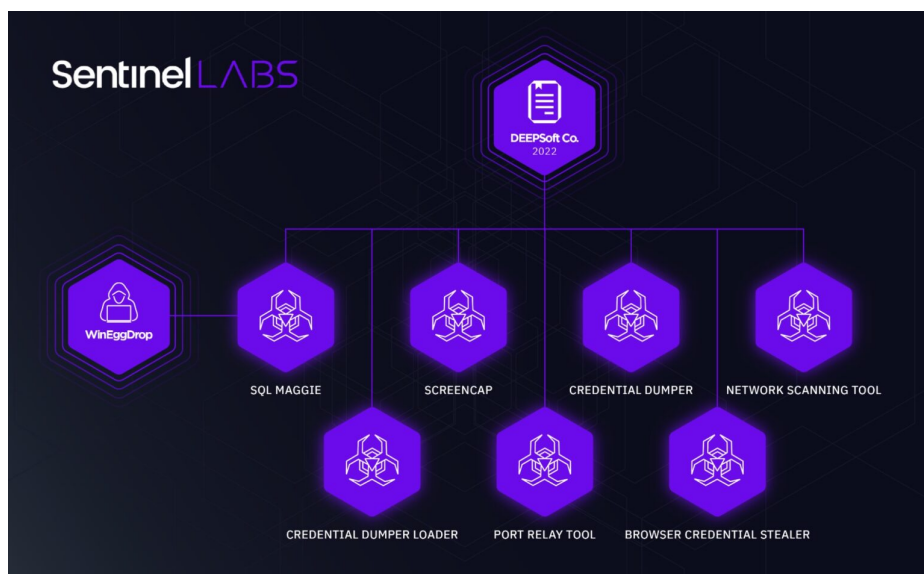 SentinelLABS
DEEPSoft Co.
2022
WinEggDrop
SQL MAGGIE
SCREENCAP
CREDENTIAL DUMPER
NETWORK SCANNING TOOL
CREDENTIAL DUMPER LOADER
PORT RELAY TOOL
BROWSER CREDENTIAL STEALER